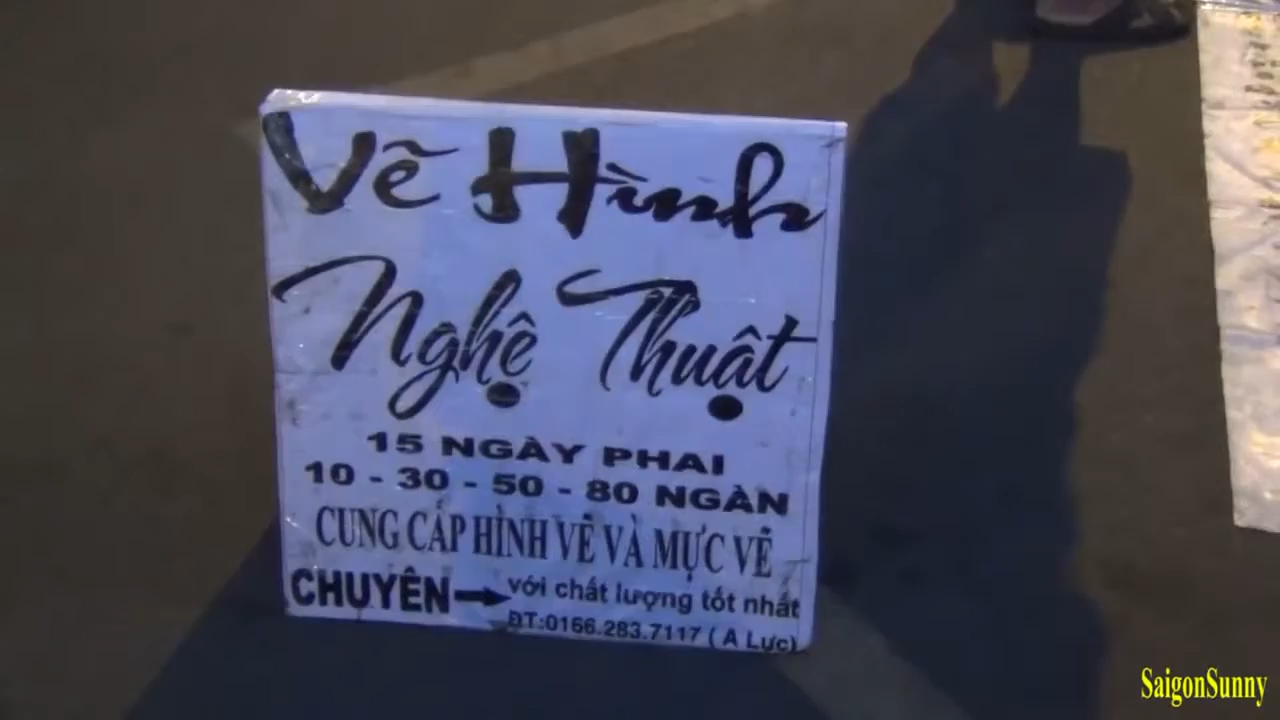 Vẽ Hình
Nghệ Thuật
15 NGÀY PHAI
10 - 30 - 50 - 80 NGÀN
CUNG CẤP HÌNH VẼ VÀ MỰC VẼ
CHUYÊN → với chất lượng tốt nhất
ĐT:0166.283.7117 ( A Lực)
SaigonSunny